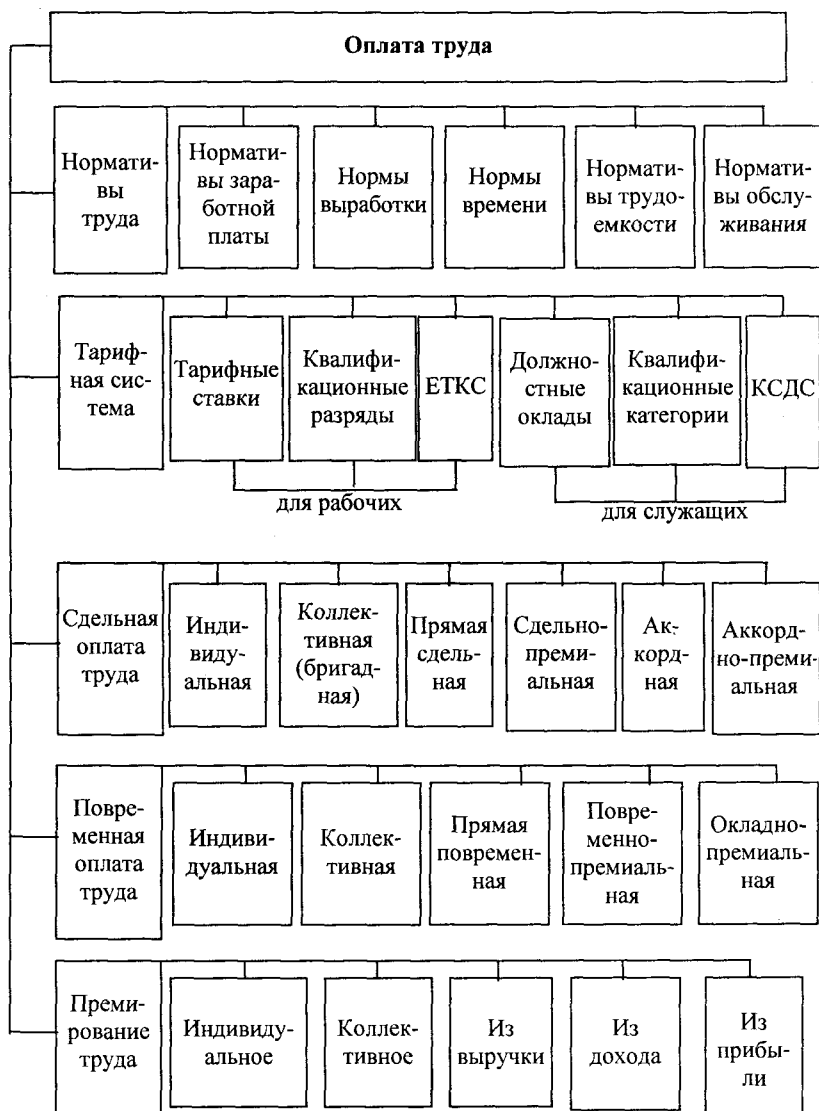 Оплата труда
Нормати-
вы
труда
Нормати-
вы зара-
ботной
платы
Нормы
выработки
Нормы
времени
Нормати-
вы трудо-
емкости
Нормати-
вы обслу-
живания
Тариф-
ная сис-
тема
Тарифные
ставки
Квалифи-
кационные
разряды
ЕТКС
Должно-
стные
оклады
Квалифи-
кационные
категории
КСДС
для рабочих
для служащих
Сдельная
оплата
труда
Инди-
видуа-
альная
Коллек-
тивная
(бригад-
ная)
Прямая
сдель-
ная
Сдельно-
преми-
альная
Ак-
корд-
ная
Аккорд-
но-преми-
альная
Повре-
менная
оплата
труда
Индиви-
дуальная
Коллек-
тивная
Прямая
повремен-
ная
Повре-
менно-
премиаль-
ная
Окладно-
премиаль-
ная
Преми-
рование
труда
Индивиду-
альное
Коллек-
тивное
Из
выручки
Из
дохода
Из
прибы-
ли